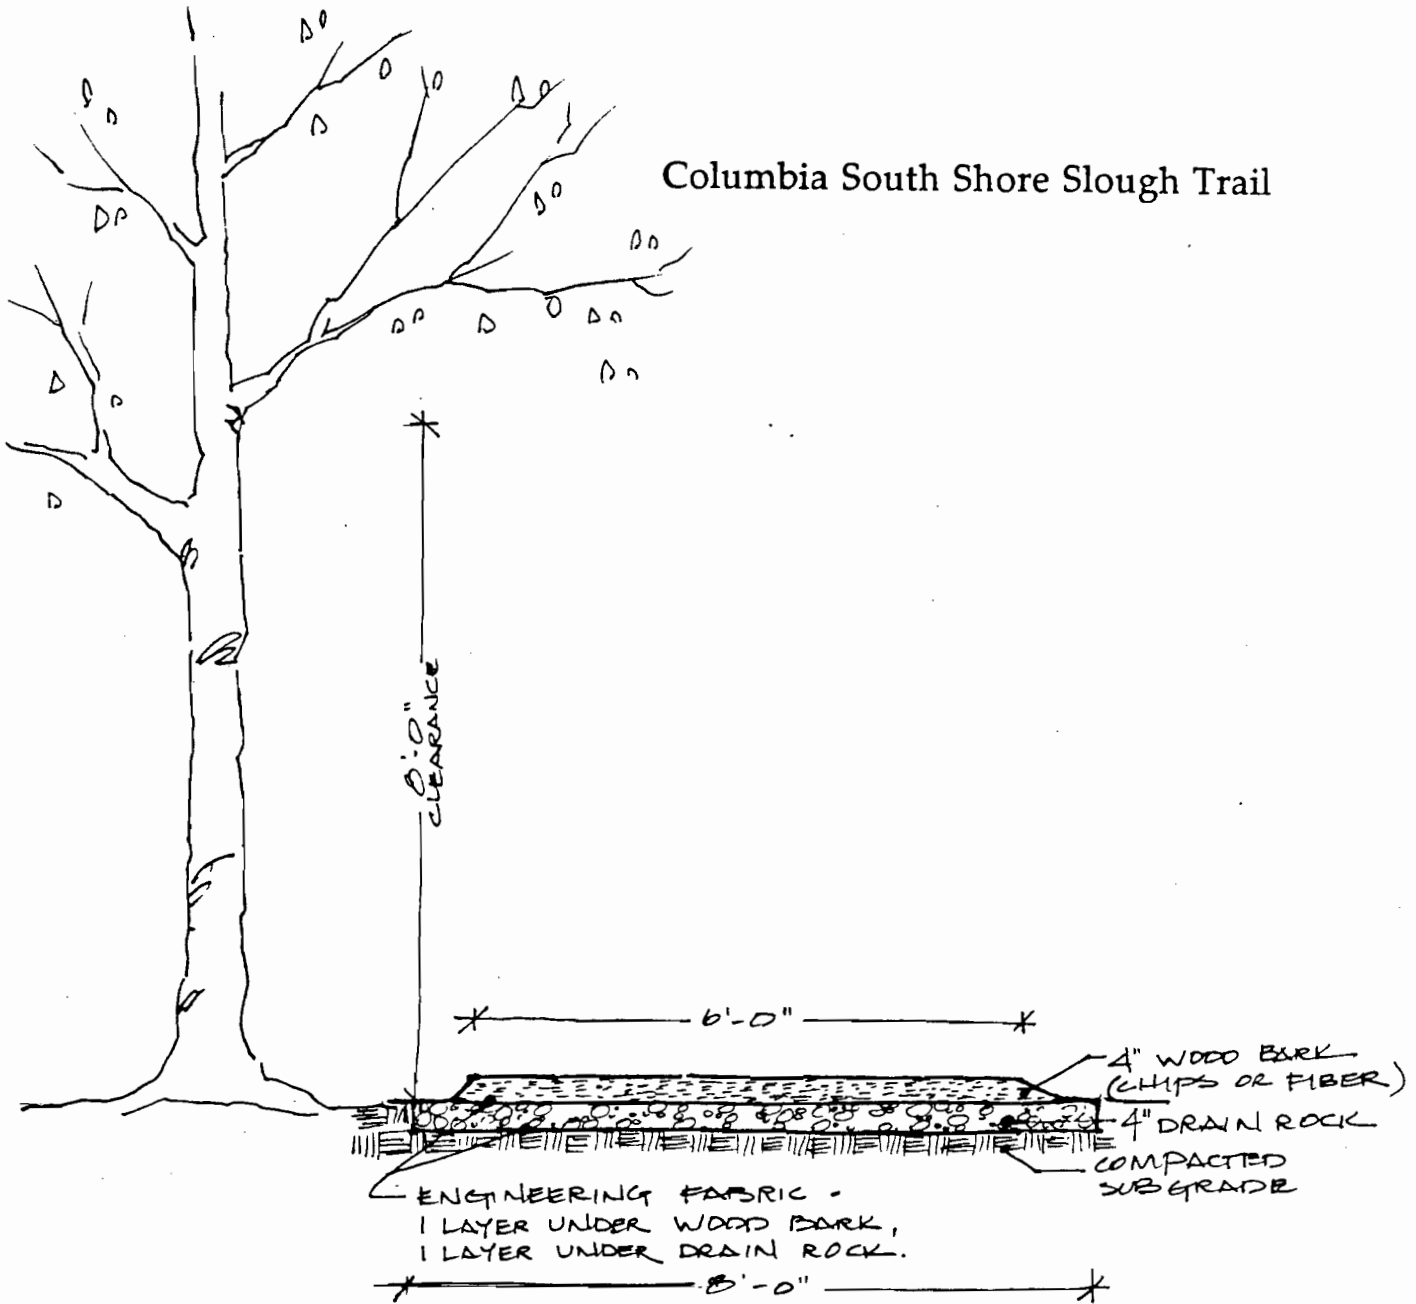 Columbia South Shore Slough Trail
8'-0"
CLEARANCE
6'-0"
4" WOOD BARK
(CHIPS OR FIBER)
4" DRAIN ROCK
COMPACTED
SUBGRADE
ENGINEERING FABRIC -
1 LAYER UNDER WOOD BARK,
1 LAYER UNDER DRAIN ROCK.
8'-0"